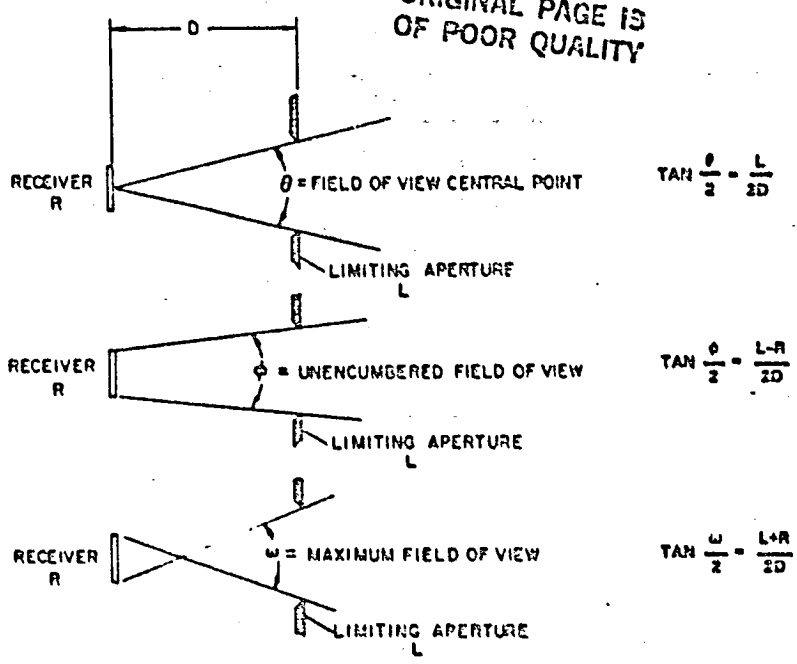 ORIGINAL PAGE IS
OF POOR QUALITY
D
RECEIVER
R
θ = FIELD OF VIEW CENTRAL POINT
TAN θ/2 = L/2D
LIMITING APERTURE
L
RECEIVER
R
ϕ = UNENCUMBERED FIELD OF VIEW
TAN ϕ/2 = L-R/2D
LIMITING APERTURE
L
RECEIVER
R
ω = MAXIMUM FIELD OF VIEW
TAN ω/2 = L+R/2D
LIMITING APERTURE
L